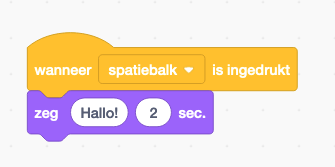 wanneer spatiebalk is ingedrukt
zeg Hallo! 2 sec.